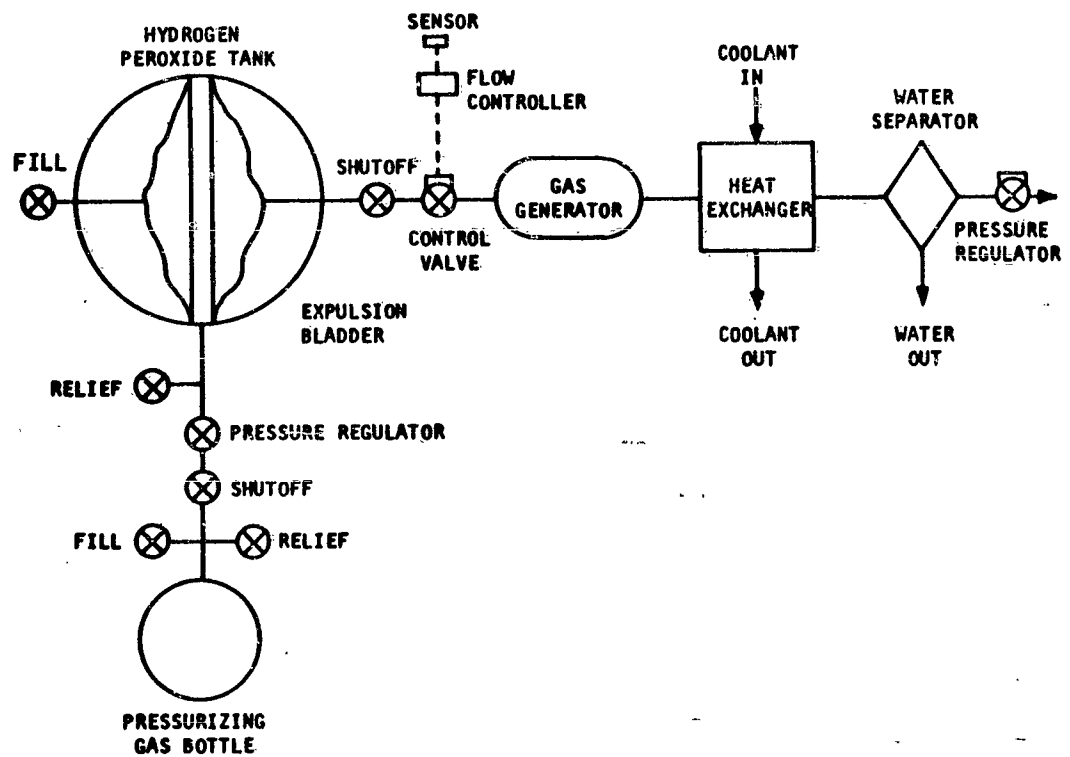 SENSOR
HYDROGEN
PEROXIDE TANK
FLOW
CONTROLLER
COOLANT
IN
WATER
SEPARATOR
FILL
SHUTOFF
GAS
GENERATOR
HEAT
EXCHANGER
CONTROL
VALVE
PRESSURE
REGULATOR
EXPULSION
BLADDER
COOLANT
OUT
WATER
OUT
RELIEF
PRESSURE REGULATOR
SHUTOFF
FILL
RELIEF
PRESSURIZING
GAS BOTTLE